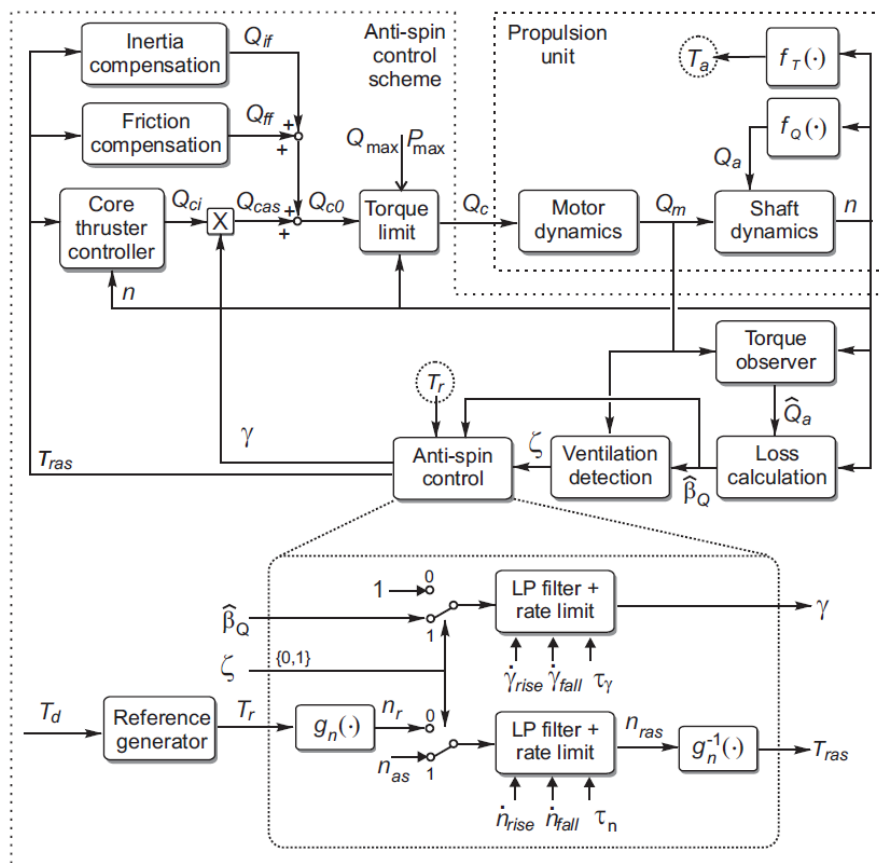 Inertia
compensation
Q_if
Anti-spin
control
scheme
Propulsion
unit
T_a
f_T(·)
Friction
compensation
Q_ff
+
+
Q_max
P_max
f_Q(·)
Q_a
Core
thruster
controller
Q_ci
X
Q_cas
+
+
Q_c0
Torque
limit
Q_c
Motor
dynamics
Q_m
Shaft
dynamics
n
n
Torque
observer
T_r
Q̂_a
γ
T_ras
Anti-spin
control
ζ
Ventilation
detection
β̂_Q
Loss
calculation
1
0
β̂_Q
1
LP filter +
rate limit
γ
ζ
{0,1}
γ̇_rise
γ̇_fall
τ_γ
T_d
Reference
generator
T_r
g_n(·)
n_r
0
n_as
1
LP filter +
rate limit
n_ras
g_n^-1(·)
T_ras
ṅ_rise
ṅ_fall
τ_n